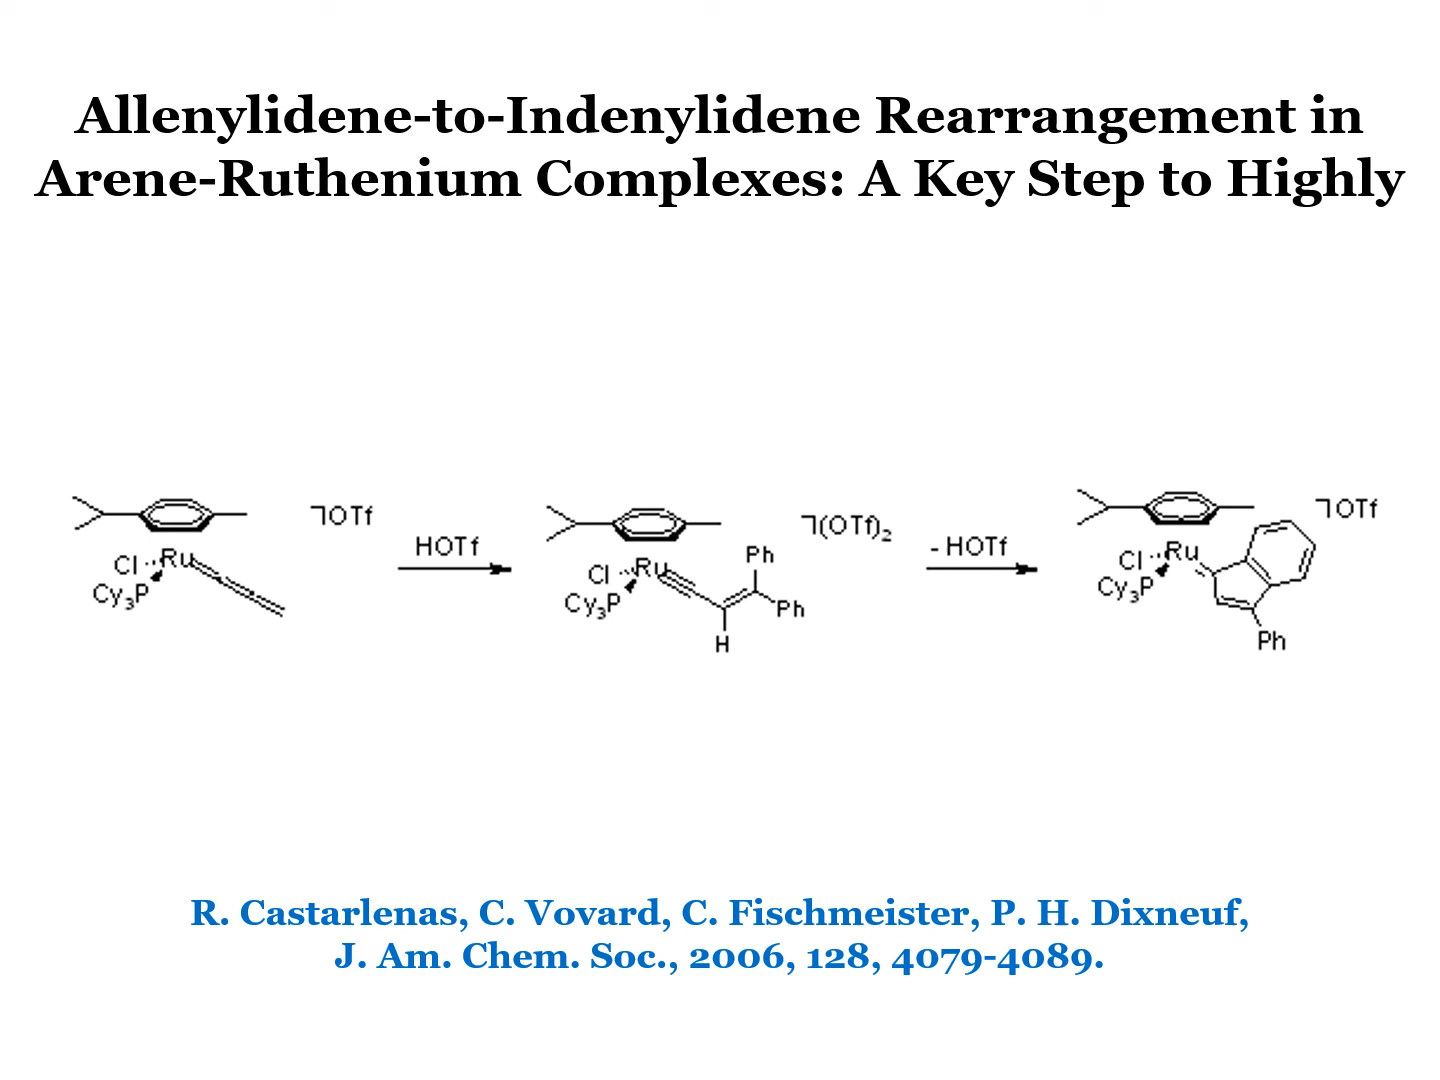 Allenylidene-to-Indenylidene Rearrangement in
Arene-Ruthenium Complexes: A Key Step to Highly
⌝OTf
HOTf
Cl
Ru
Cy₃P
⌝(OTf)₂
Ph
Cl
Ru
Cy₃P
Ph
H
- HOTf
⌝OTf
Cl
Ru
Cy₃P
Ph
R. Castarlenas, C. Vovard, C. Fischmeister, P. H. Dixneuf,
J. Am. Chem. Soc., 2006, 128, 4079-4089.